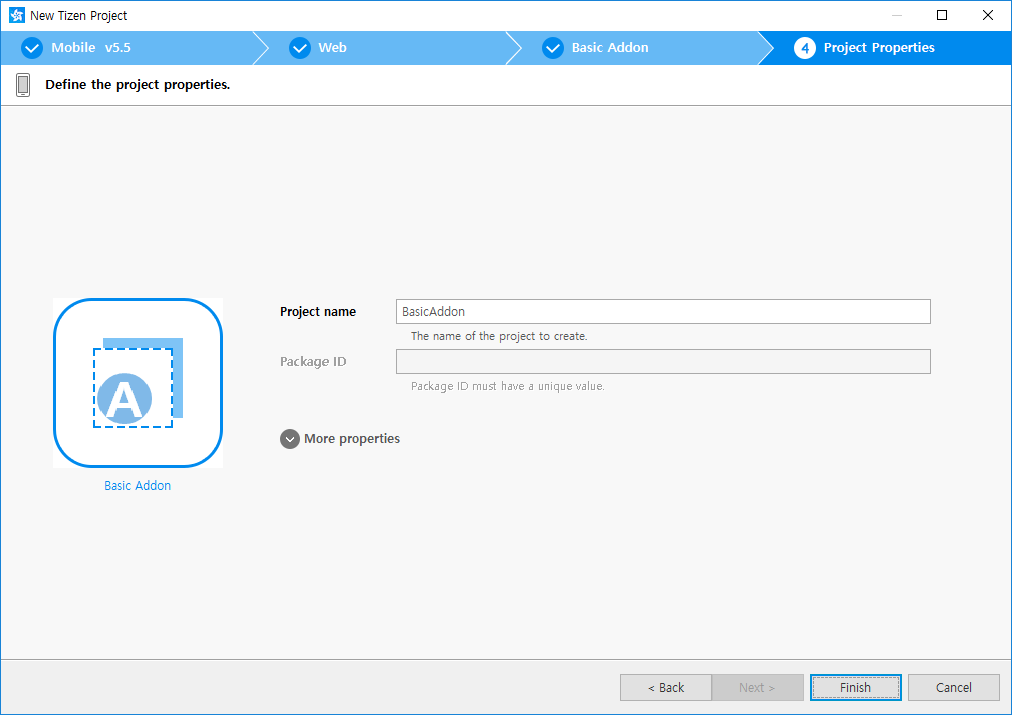 New Tizen Project
Mobile v5.5
Web
Basic Addon
4 Project Properties
Define the project properties.
Project name
BasicAddon
The name of the project to create.
Package ID
Package ID must have a unique value.
More properties
A
Basic Addon
< Back
Next >
Finish
Cancel